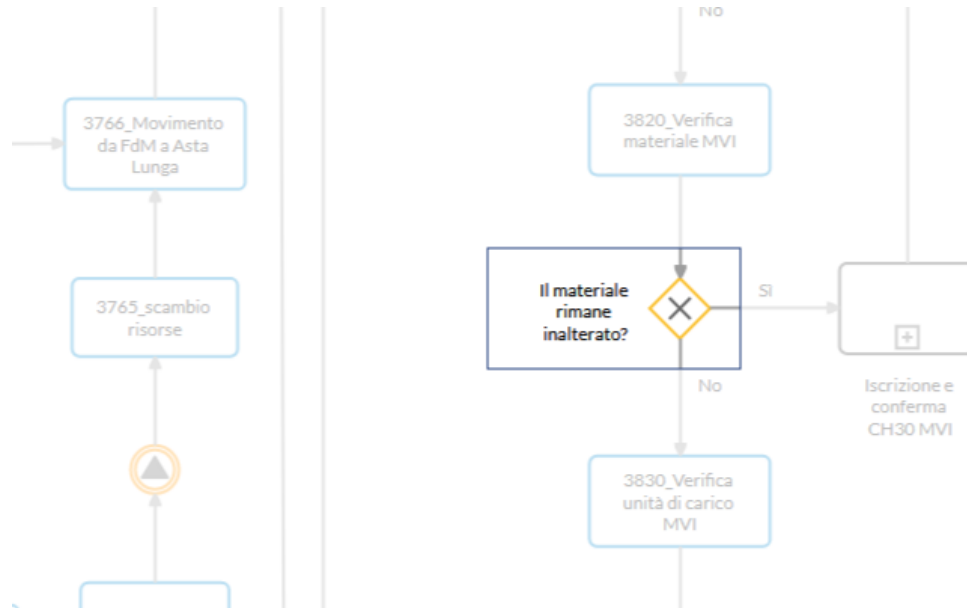 No
3766_Movimento
da FdM a Asta
Lunga
3820_Verifica
materiale MVI
3765_scambio
risorse
Il materiale
rimane
inalterato?
SI
No
Iscrizione e
conferma
CH30 MVI
3830_Verifica
unità di carico
MVI